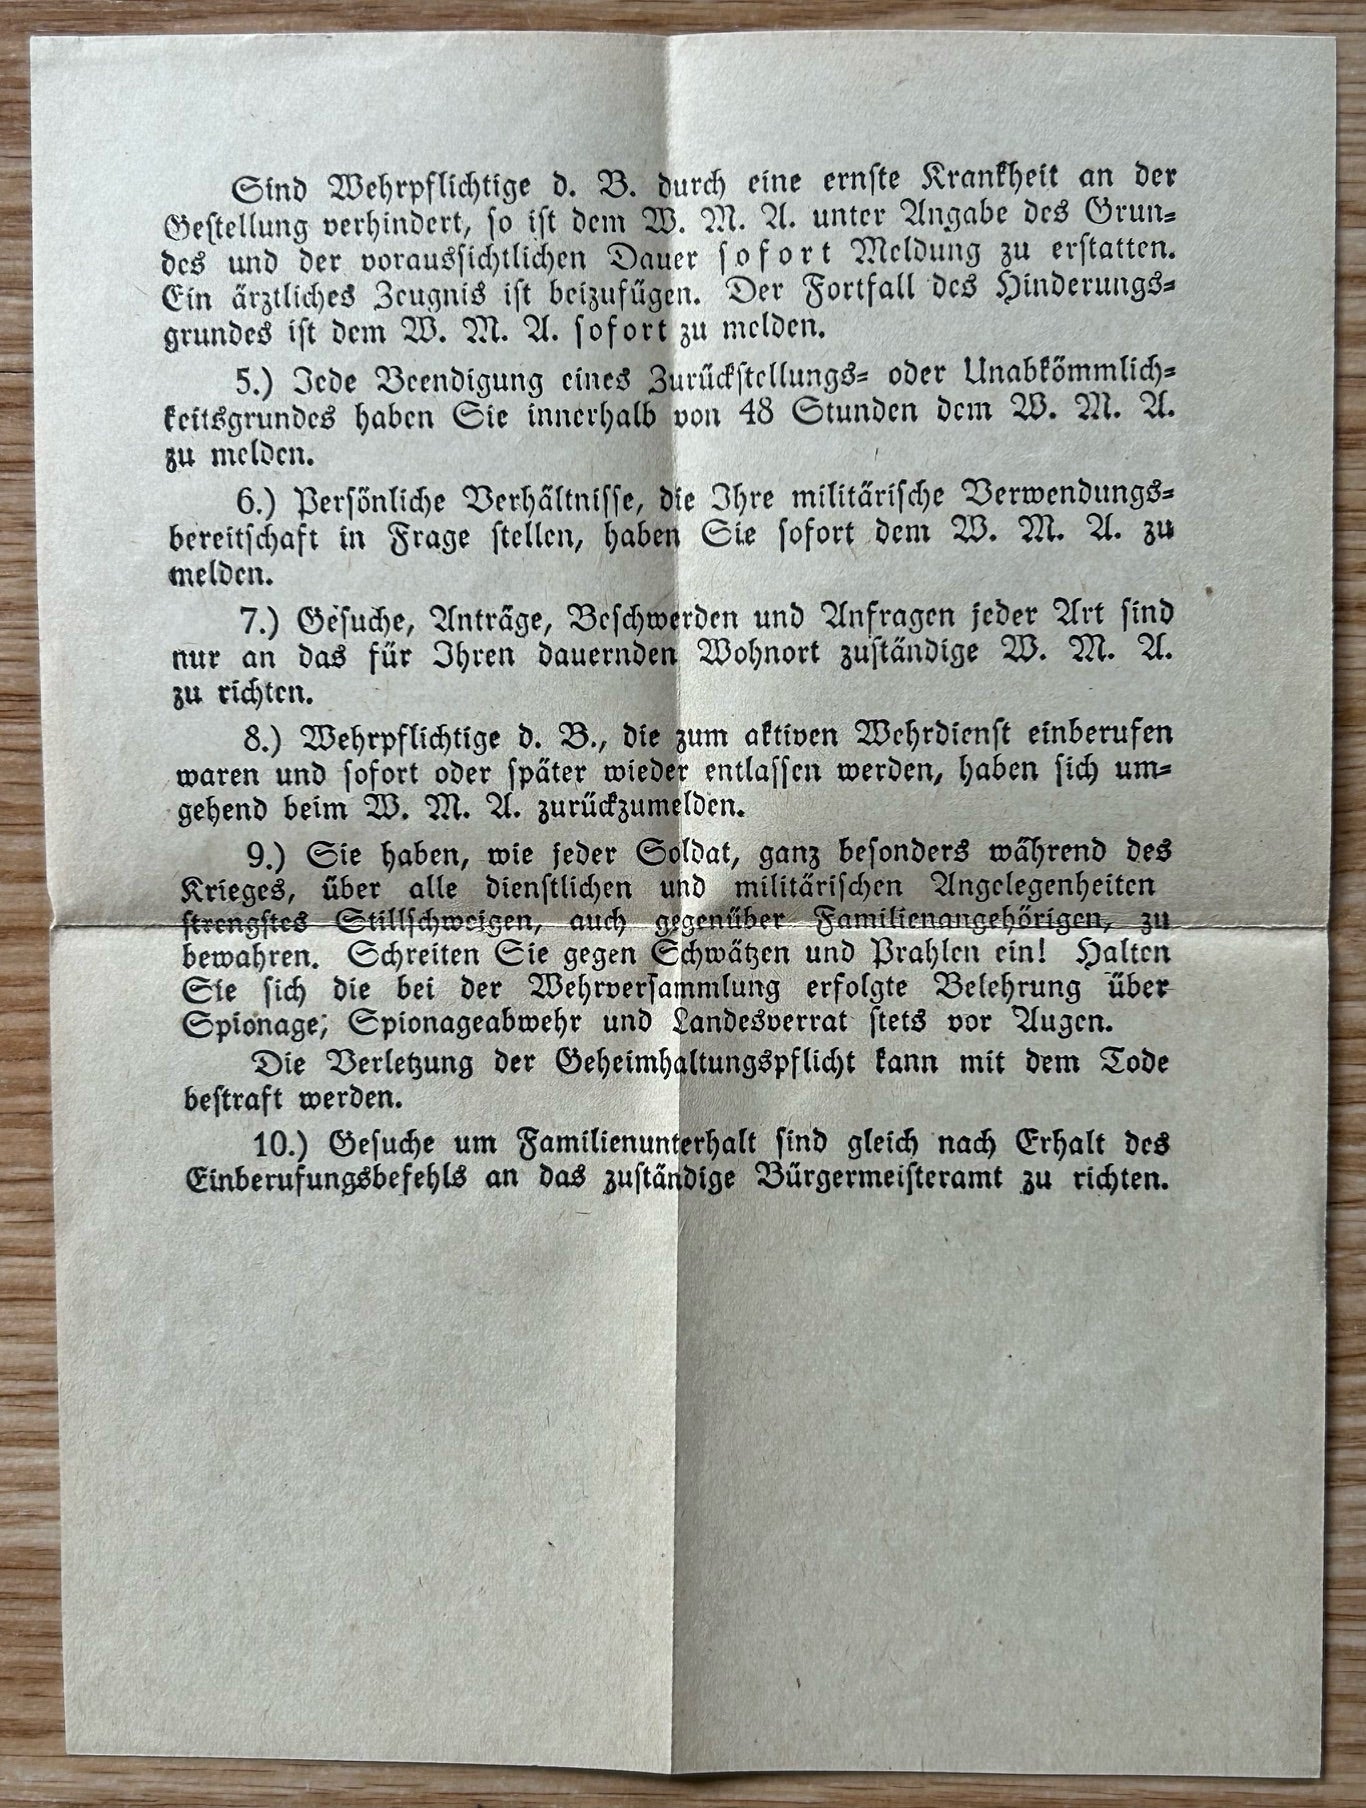 Sind Wehrpflichtige d. B. durch eine ernste Krankheit an der
Gestellung verhindert, so ist dem W. M. A. unter Angabe des Grun=
des und der voraussichtlichen Dauer sofort Meldung zu erstatten.
Ein ärztliches Zeugnis ist beizufügen. Der Fortfall des Hinderungs=
grundes ist dem W. M. A. sofort zu melden.
5.) Jede Beendigung eines Zurückstellungs= oder Unabkömmlich=
keitsgrundes haben Sie innerhalb von 48 Stunden dem W. M. A.
zu melden.
6.) Persönliche Verhältnisse, die Ihre militärische Verwendungs=
bereitschaft in Frage stellen, haben Sie sofort dem W. M. A. zu
melden.
7.) Gesuche, Anträge, Beschwerden und Anfragen jeder Art sind
nur an das für Ihren dauernden Wohnort zuständige W. M. A.
zu richten.
8.) Wehrpflichtige d. B., die zum aktiven Wehrdienst einberufen
waren und sofort oder später wieder entlassen werden, haben sich um=
gehend beim W. M. A. zurückzumelden.
9.) Sie haben, wie jeder Soldat, ganz besonders während des
Krieges, über alle dienstlichen und militärischen Angelegenheiten
strengstes Stillschweigen, auch gegenüber Familienangehörigen, zu
bewahren. Schreiten Sie gegen Schwätzen und Prahlen ein! Halten
Sie sich die bei der Wehrversammlung erfolgte Belehrung über
Spionage, Spionageabwehr und Landesverrat stets vor Augen.
Die Verletzung der Geheimhaltungspflicht kann mit dem Tode
bestraft werden.
10.) Gesuche um Familienunterhalt sind gleich nach Erhalt des
Einberufungsbefehls an das zuständige Bürgermeisteramt zu richten.